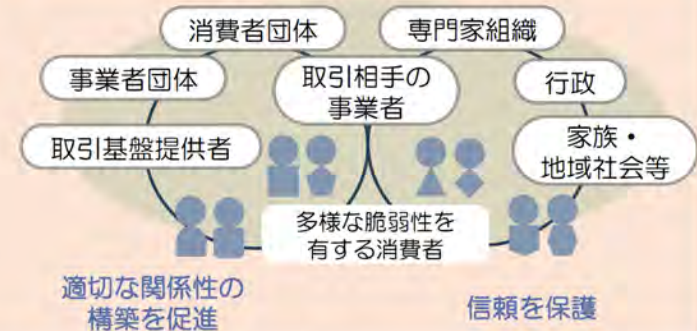 消費者団体
専門家組織
事業者団体
取引相手の
事業者
行政
取引基盤提供者
家族・
地域社会等
多様な脆弱性を
有する消費者
適切な関係性の
構築を促進
信頼を保護